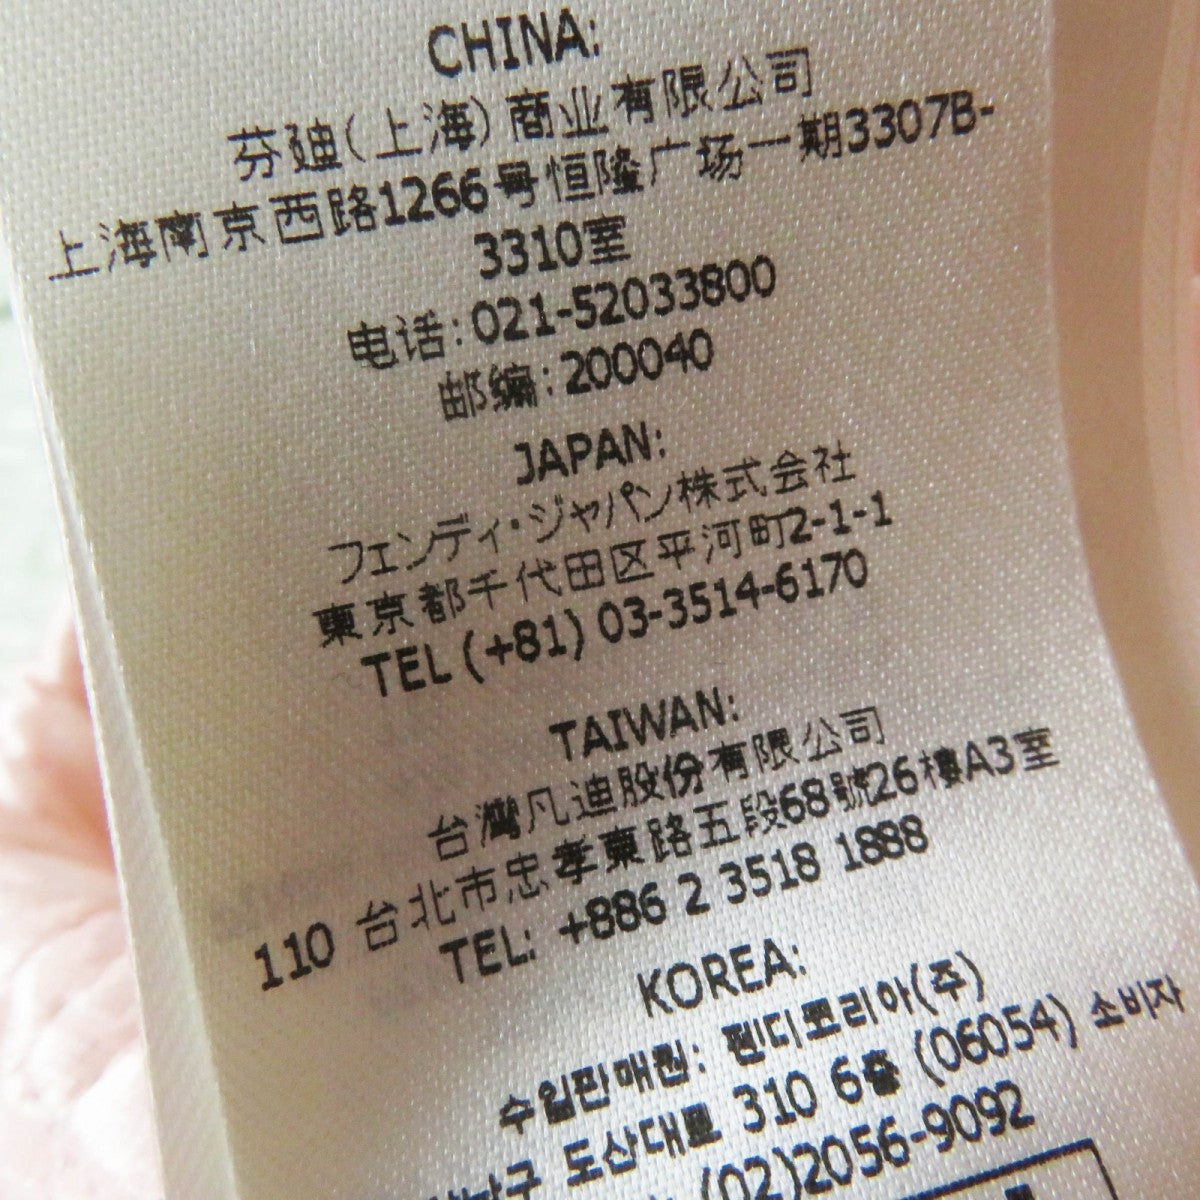 CHINA:
芬迪(上海)商业有限公司
上海南京西路1266号恒隆广场一期3307B-
3310室
电话:021-52033800
邮编:200040
JAPAN:
フェンディ・ジャパン株式会社
東京都千代田区平河町2-1-1
TEL (+81) 03-3514-6170
TAIWAN:
台灣凡迪股份有限公司
110 台北市忠孝東路五段68號26樓A3室
TEL: +886 2 3518 1888
KOREA:
수입판매원: 펜디코리아(주)
도산대로 310 6층 (06054) 소비자
(02)2056-9092